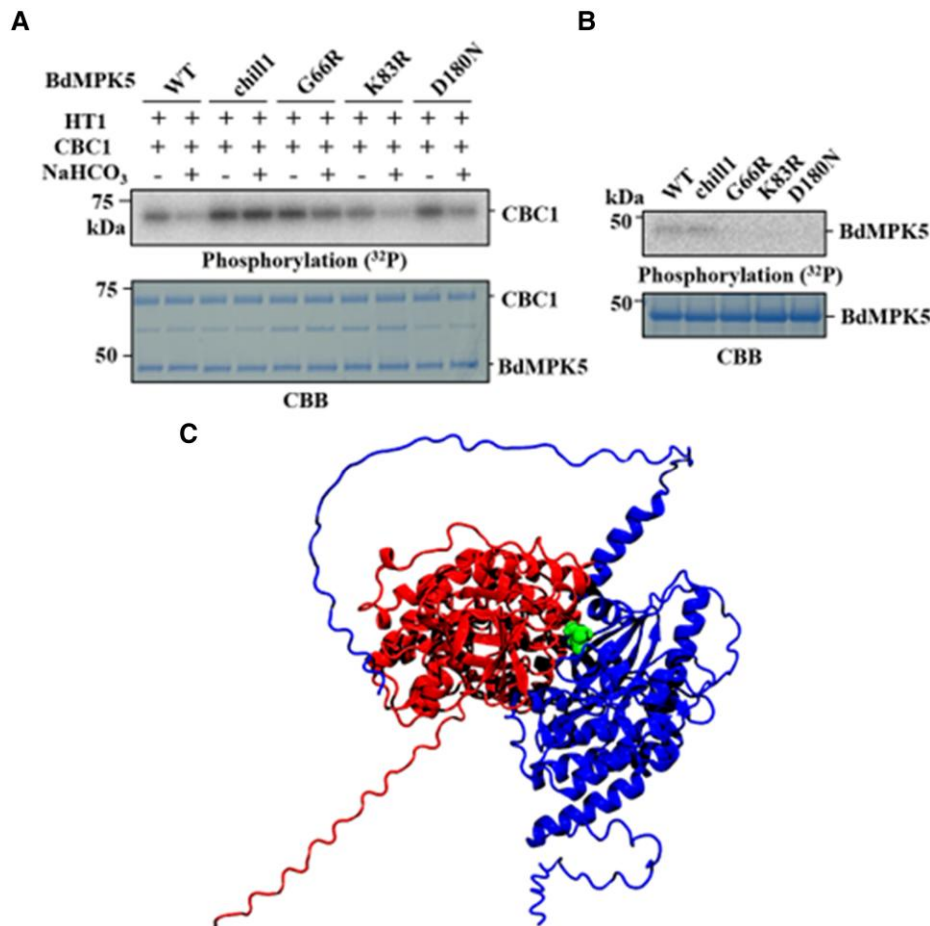 A
BdMPK5 WT chill1 G66R K83R D180N
HT1 + + + + + + + + + +
CBC1 + + + + + + + + + +
NaHCO₃ - + - + - + - + - +
75
kDa
CBC1
Phosphorylation (³²P)
75
CBC1
50
BdMPK5
CBB
B
WT chill1 G66R K83R D180N
kDa
50
BdMPK5
Phosphorylation (³²P)
50
BdMPK5
CBB
C